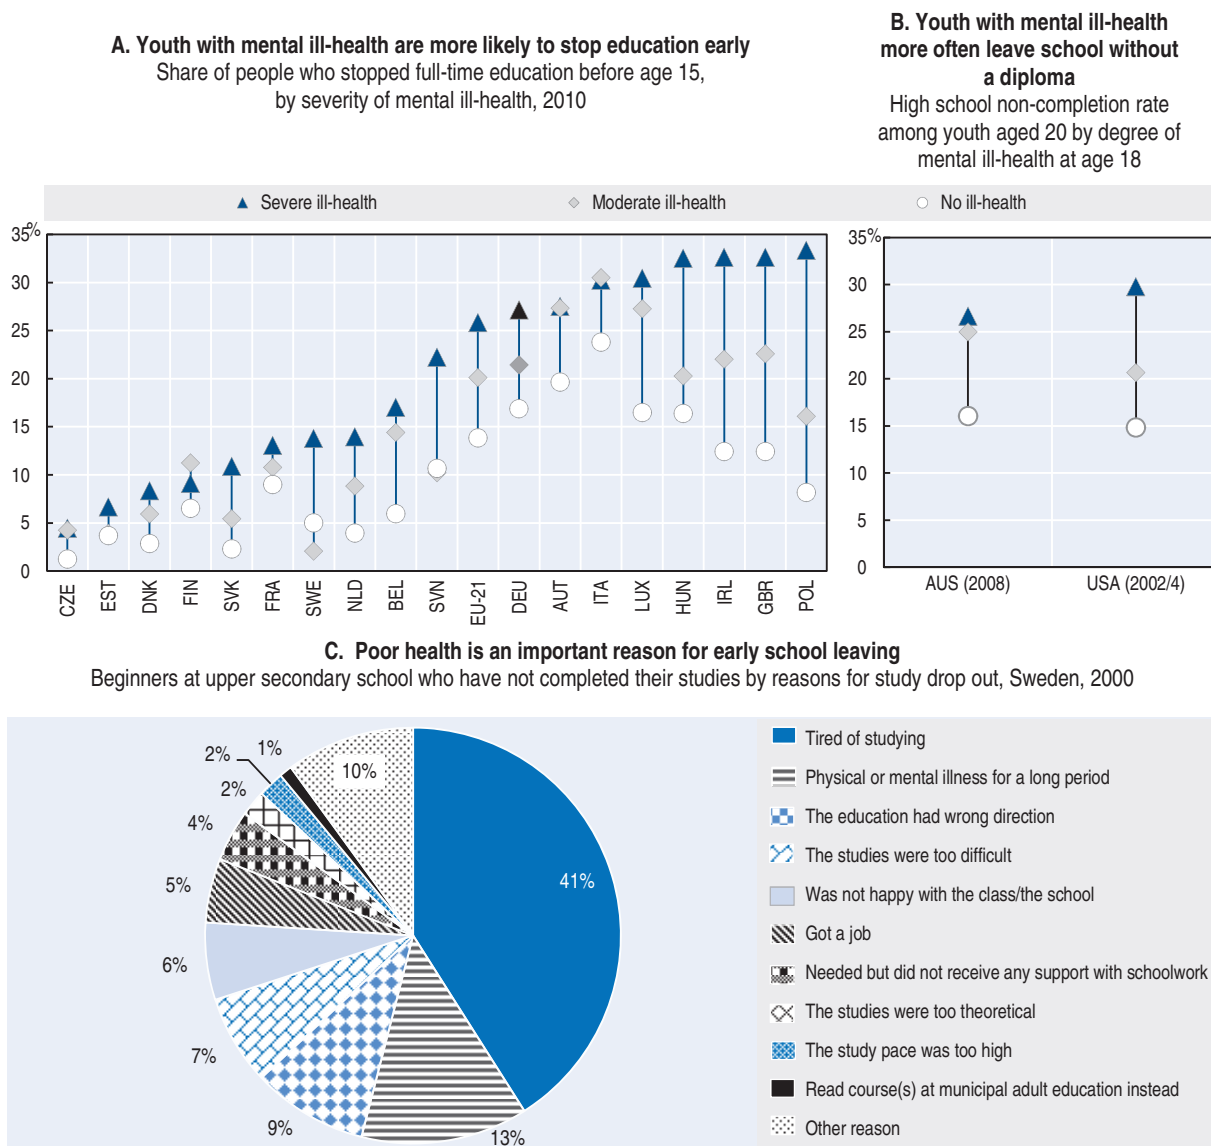 A. Youth with mental ill-health are more likely to stop education early
Share of people who stopped full-time education before age 15,
by severity of mental ill-health, 2010
B. Youth with mental ill-health
more often leave school without
a diploma
High school non-completion rate
among youth aged 20 by degree of
mental ill-health at age 18
Severe ill-health
Moderate ill-health
No ill-health
35%
30
25
20
15
10
5
0
CZE
EST
DNK
FIN
SVK
FRA
SWE
NLD
BEL
SVN
EU-21
DEU
AUT
ITA
LUX
HUN
IRL
GBR
POL
35%
30
25
20
15
10
5
0
AUS (2008)
USA (2002/4)
C. Poor health is an important reason for early school leaving
Beginners at upper secondary school who have not completed their studies by reasons for study drop out, Sweden, 2000
41%
13%
9%
7%
6%
5%
4%
2%
2%
1%
10%
Tired of studying
Physical or mental illness for a long period
The education had wrong direction
The studies were too difficult
Was not happy with the class/the school
Got a job
Needed but did not receive any support with schoolwork
The studies were too theoretical
The study pace was too high
Read course(s) at municipal adult education instead
Other reason